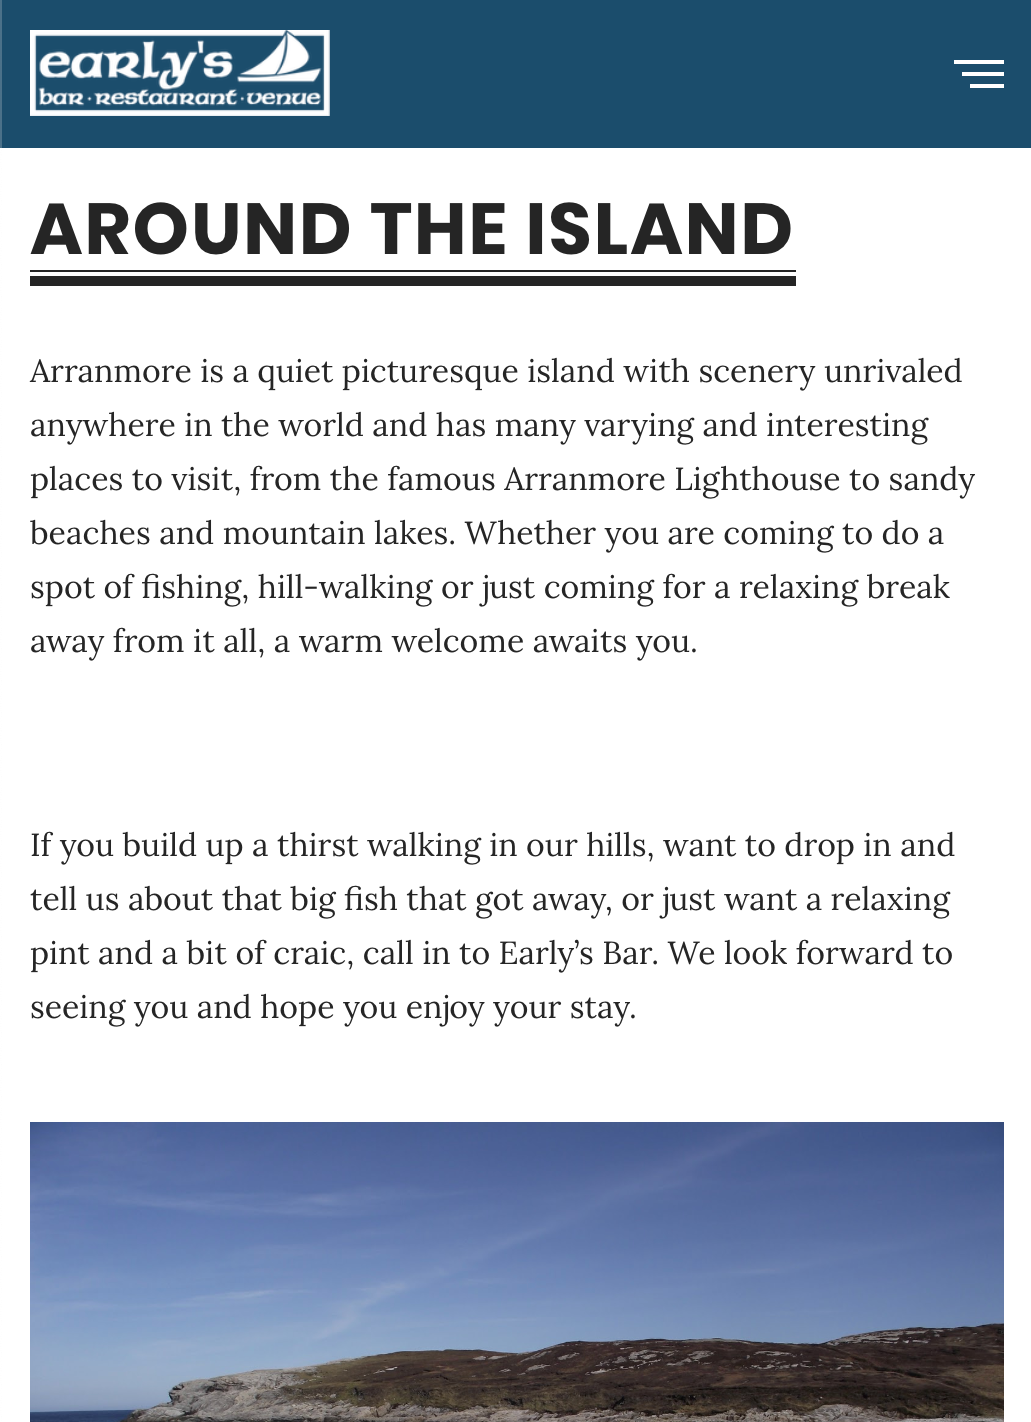 early's
bar · restaurant · venue
AROUND THE ISLAND
Arranmore is a quiet picturesque island with scenery unrivaled
anywhere in the world and has many varying and interesting
places to visit, from the famous Arranmore Lighthouse to sandy
beaches and mountain lakes. Whether you are coming to do a
spot of fishing, hill-walking or just coming for a relaxing break
away from it all, a warm welcome awaits you.
If you build up a thirst walking in our hills, want to drop in and
tell us about that big fish that got away, or just want a relaxing
pint and a bit of craic, call in to Early’s Bar. We look forward to
seeing you and hope you enjoy your stay.